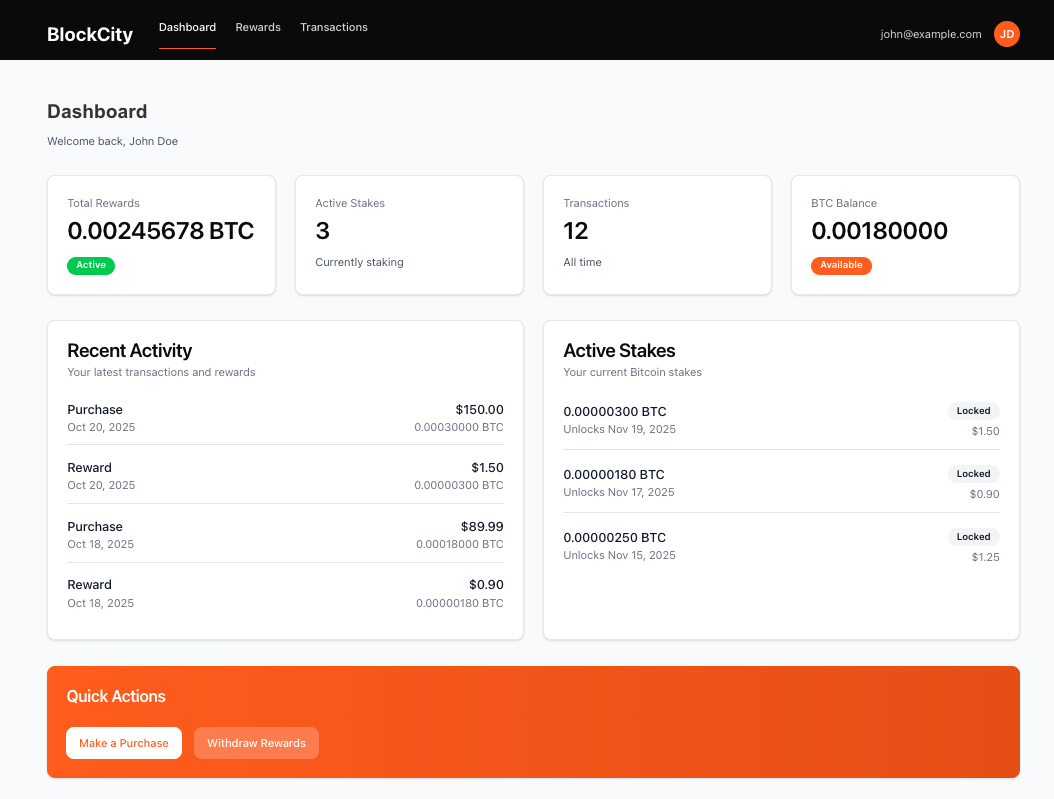 BlockCity
Dashboard Rewards Transactions
john@example.com JD
Dashboard
Welcome back, John Doe
Total Rewards
0.00245678 BTC
Active
Active Stakes
3
Currently staking
Transactions
12
All time
BTC Balance
0.00180000
Available
Recent Activity
Your latest transactions and rewards
Purchase $150.00
Oct 20, 2025 0.00030000 BTC
Reward $1.50
Oct 20, 2025 0.00000300 BTC
Purchase $89.99
Oct 18, 2025 0.00018000 BTC
Reward $0.90
Oct 18, 2025 0.00000180 BTC
Active Stakes
Your current Bitcoin stakes
0.00000300 BTC Locked
Unlocks Nov 19, 2025 $1.50
0.00000180 BTC Locked
Unlocks Nov 17, 2025 $0.90
0.00000250 BTC Locked
Unlocks Nov 15, 2025 $1.25
Quick Actions
Make a Purchase Withdraw Rewards